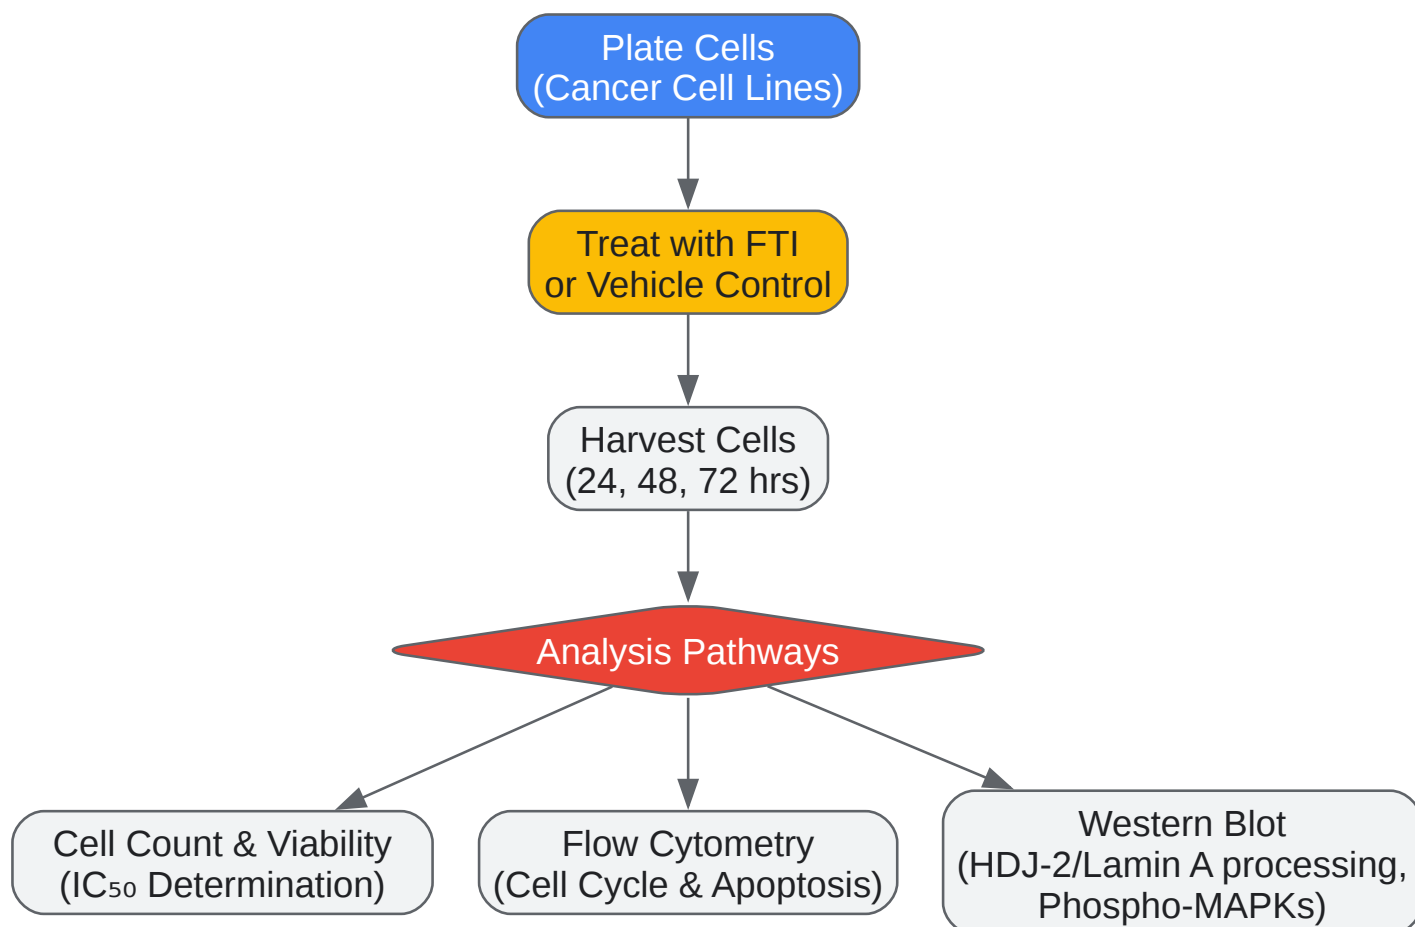 Plate Cells
(Cancer Cell Lines)
Treat with FTI
or Vehicle Control
Harvest Cells
(24, 48, 72 hrs)
Analysis Pathways
Cell Count & Viability
(IC₅₀ Determination)
Flow Cytometry
(Cell Cycle & Apoptosis)
Western Blot
(HDJ-2/Lamin A processing,
Phospho-MAPKs)